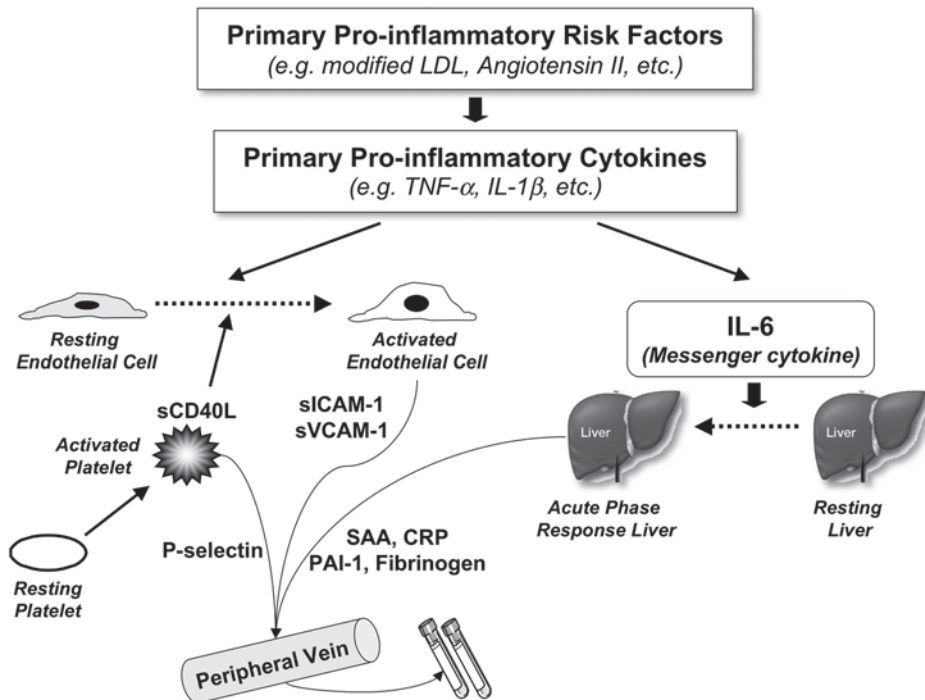 Primary Pro-inflammatory Risk Factors
(e.g. modified LDL, Angiotensin II, etc.)
Primary Pro-inflammatory Cytokines
(e.g. TNF-α, IL-1β, etc.)
Resting
Endothelial Cell
Activated
Endothelial Cell
IL-6
(Messenger cytokine)
sCD40L
sICAM-1
sVCAM-1
Activated
Platelet
Liver
Liver
Acute Phase
Response Liver
Resting
Liver
P-selectin
SAA, CRP
PAI-1, Fibrinogen
Resting
Platelet
Peripheral Vein